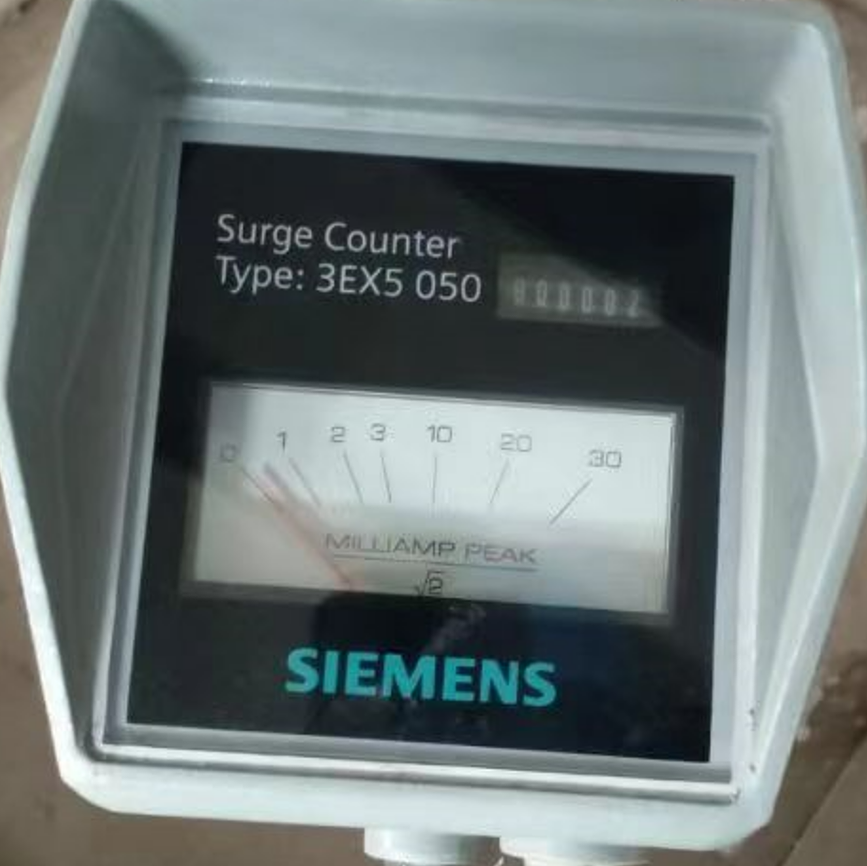 Surge Counter
Type: 3EX5 050
000002
0 1 2 3 10 20 30
MILLIAMP PEAK
√2
SIEMENS